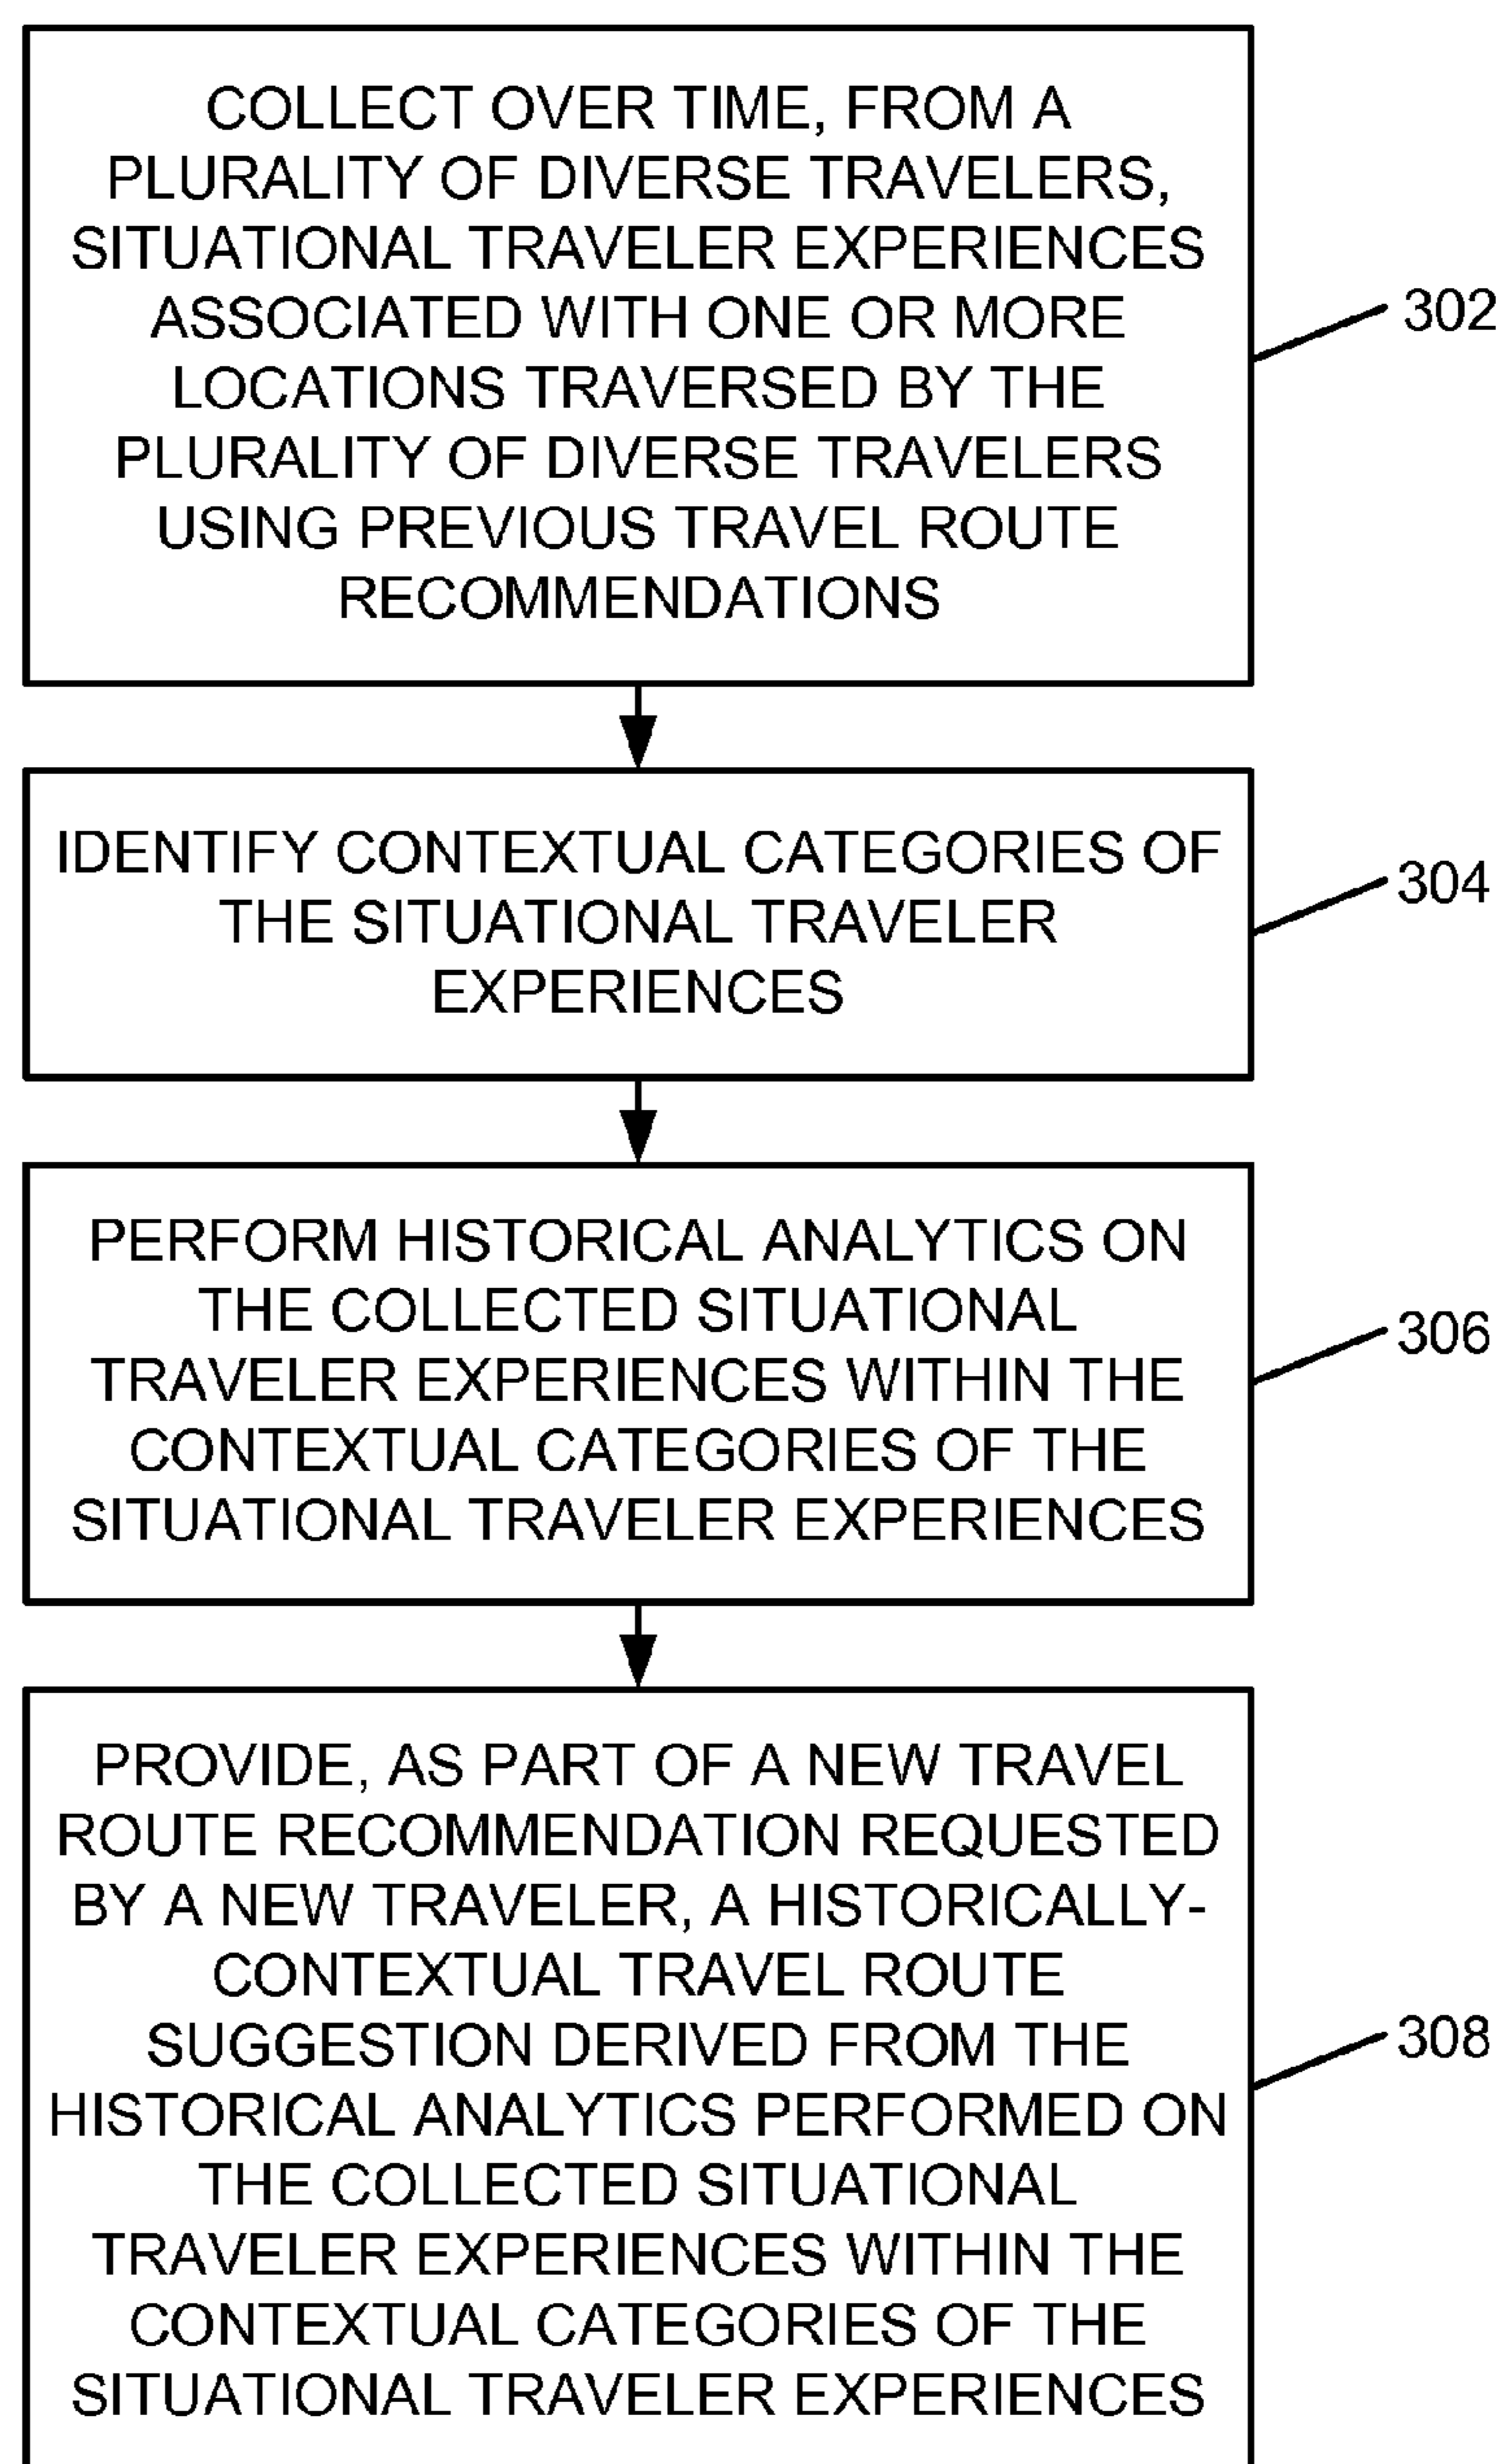 COLLECT OVER TIME, FROM A
PLURALITY OF DIVERSE TRAVELERS,
SITUATIONAL TRAVELER EXPERIENCES
ASSOCIATED WITH ONE OR MORE
LOCATIONS TRAVERSED BY THE
PLURALITY OF DIVERSE TRAVELERS
USING PREVIOUS TRAVEL ROUTE
RECOMMENDATIONS
302
IDENTIFY CONTEXTUAL CATEGORIES OF
THE SITUATIONAL TRAVELER
EXPERIENCES
304
PERFORM HISTORICAL ANALYTICS ON
THE COLLECTED SITUATIONAL
TRAVELER EXPERIENCES WITHIN THE
CONTEXTUAL CATEGORIES OF THE
SITUATIONAL TRAVELER EXPERIENCES
306
PROVIDE, AS PART OF A NEW TRAVEL
ROUTE RECOMMENDATION REQUESTED
BY A NEW TRAVELER, A HISTORICALLY-
CONTEXTUAL TRAVEL ROUTE
SUGGESTION DERIVED FROM THE
HISTORICAL ANALYTICS PERFORMED ON
THE COLLECTED SITUATIONAL
TRAVELER EXPERIENCES WITHIN THE
CONTEXTUAL CATEGORIES OF THE
SITUATIONAL TRAVELER EXPERIENCES
308